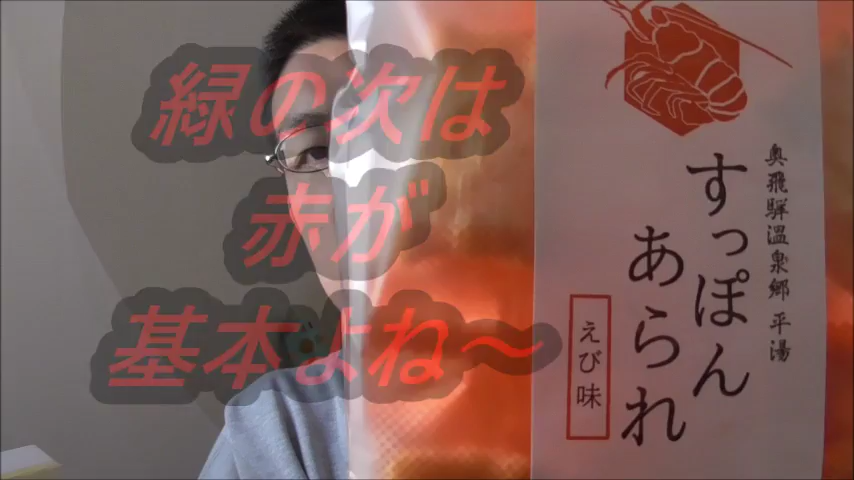 緑の次は
赤が
基本よね～
奥飛騨温泉郷 平湯
すっぽん
あられ
えび味